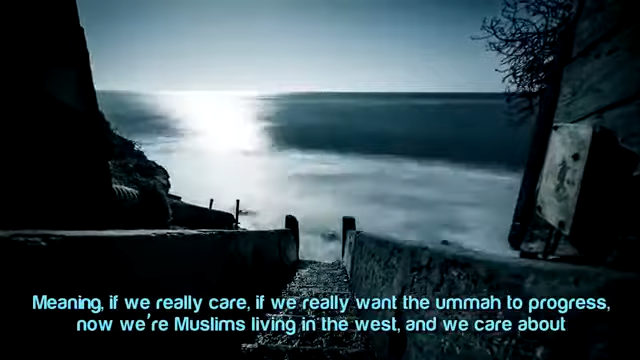 Meaning, if we really care, if we really want the ummah to progress,
now we're Muslims living in the west, and we care about